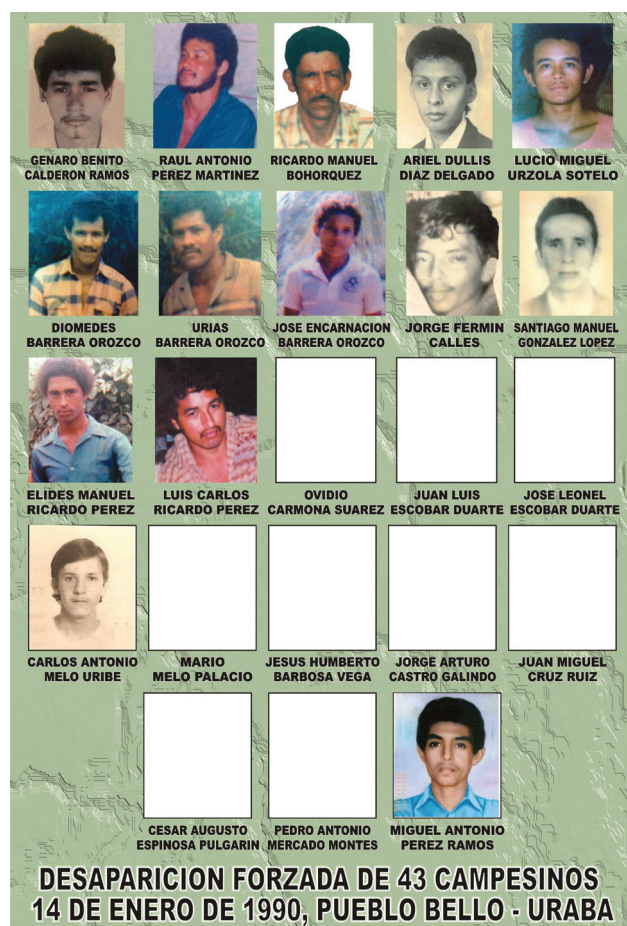 GENARO BENITO
CALDERON RAMOS
RAUL ANTONIO
PEREZ MARTINEZ
RICARDO MANUEL
BOHORQUEZ
ARIEL DULLIS
DIAZ DELGADO
LUCIO MIGUEL
URZOLA SOTELO
DIOMEDES
BARRERA OROZCO
URIAS
BARRERA OROZCO
JOSE ENCARNACION
BARRERA OROZCO
JORGE FERMIN
CALLES
SANTIAGO MANUEL
GONZALEZ LOPEZ
ELIDES MANUEL
RICARDO PEREZ
LUIS CARLOS
RICARDO PEREZ
OVIDIO
CARMONA SUAREZ
JUAN LUIS
ESCOBAR DUARTE
JOSE LEONEL
ESCOBAR DUARTE
CARLOS ANTONIO
MELO URIBE
MARIO
MELO PALACIO
JESUS HUMBERTO
BARBOSA VEGA
JORGE ARTURO
CASTRO GALINDO
JUAN MIGUEL
CRUZ RUIZ
CESAR AUGUSTO
ESPINOSA PULGARIN
PEDRO ANTONIO
MERCADO MONTES
MIGUEL ANTONIO
PEREZ RAMOS
DESAPARICION FORZADA DE 43 CAMPESINOS
14 DE ENERO DE 1990, PUEBLO BELLO - URABA